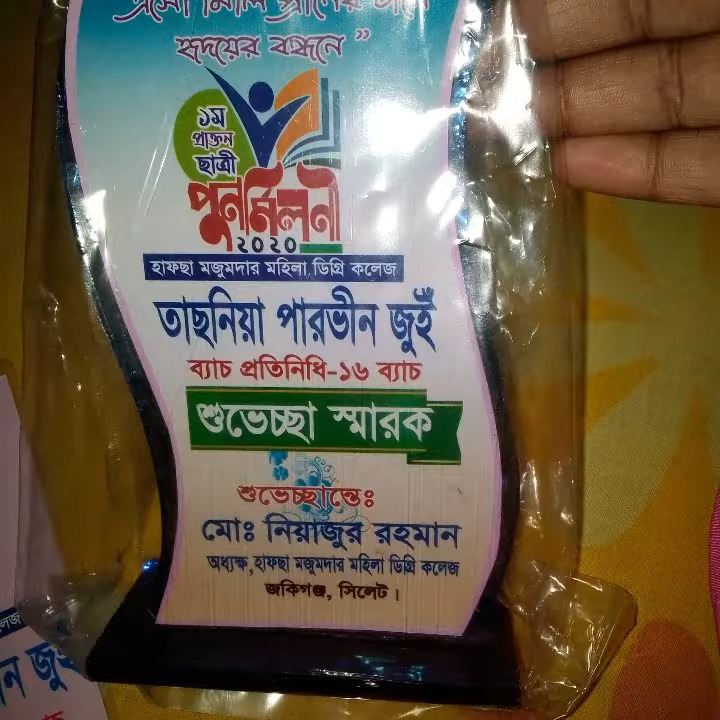 এসো মিলি প্রাণের টানে
হৃদয়ের বন্ধনে ”
১ম
প্রাক্তন
ছাত্রী
পুনর্মিলনী
২০২০
হাফছা মজুমদার মহিলা ডিগ্রি কলেজ
তাছনিয়া পারভীন জুই
ব্যাচ প্রতিনিধি-১৬ ব্যাচ
শুভেচ্ছা স্মারক
শুভেচ্ছান্তেঃ
মোঃ নিয়াজুর রহমান
অধ্যক্ষ,হাফছা মজুমদার মহিলা ডিগ্রি কলেজ
জকিগঞ্জ, সিলেট।
জুই